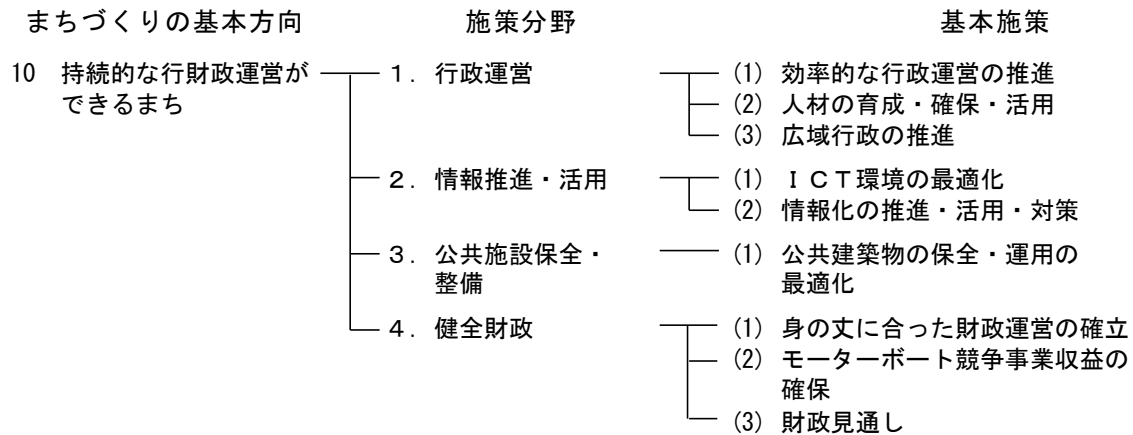 まちづくりの基本方向 施策分野 基本施策
10 持続的な行財政運営が １．行政運営 (1) 効率的な行政運営の推進
できるまち (2) 人材の育成・確保・活用
(3) 広域行政の推進
２．情報推進・活用 (1) ＩＣＴ環境の最適化
(2) 情報化の推進・活用・対策
３．公共施設保全・ (1) 公共建築物の保全・運用の
整備 最適化
４．健全財政 (1) 身の丈に合った財政運営の確立
(2) モーターボート競争事業収益の
確保
(3) 財政見通し